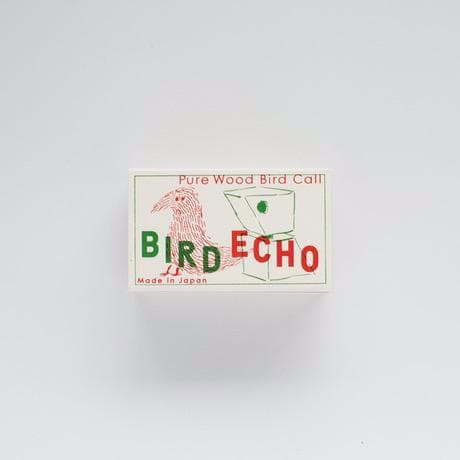 Pure Wood Bird Call
BIRD ECHO
Made in Japan